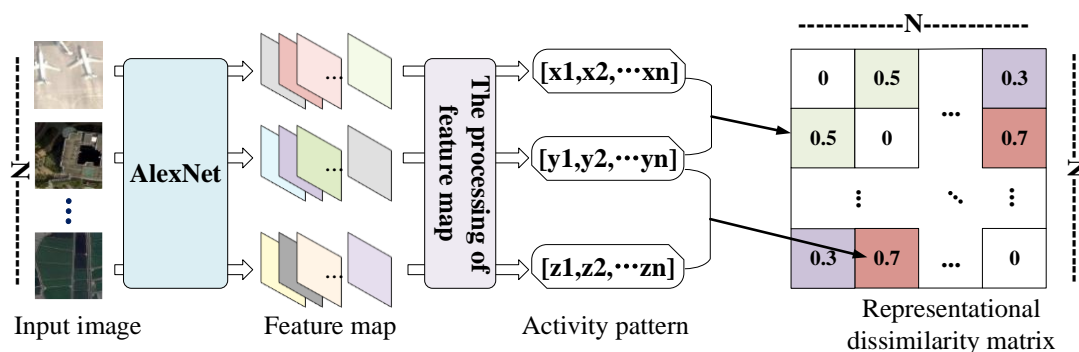 N
AlexNet
...
...
...
The processing of
feature map
[x1,x2,⋯xn]
[y1,y2,⋯yn]
[z1,z2,⋯zn]
N
0 0.5 ... 0.3
0.5 0 0.7
⋮ ⋱ ⋮
0.3 0.7 ... 0
N
Input image
Feature map
Activity pattern
Representational
dissimilarity matrix